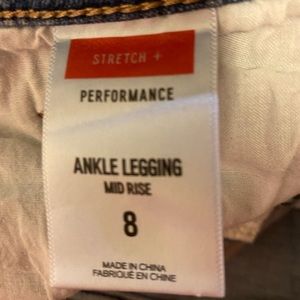 STRETCH +
PERFORMANCE
ANKLE LEGGING
MID RISE
8
MADE IN CHINA
FABRIQUÉ EN CHINE